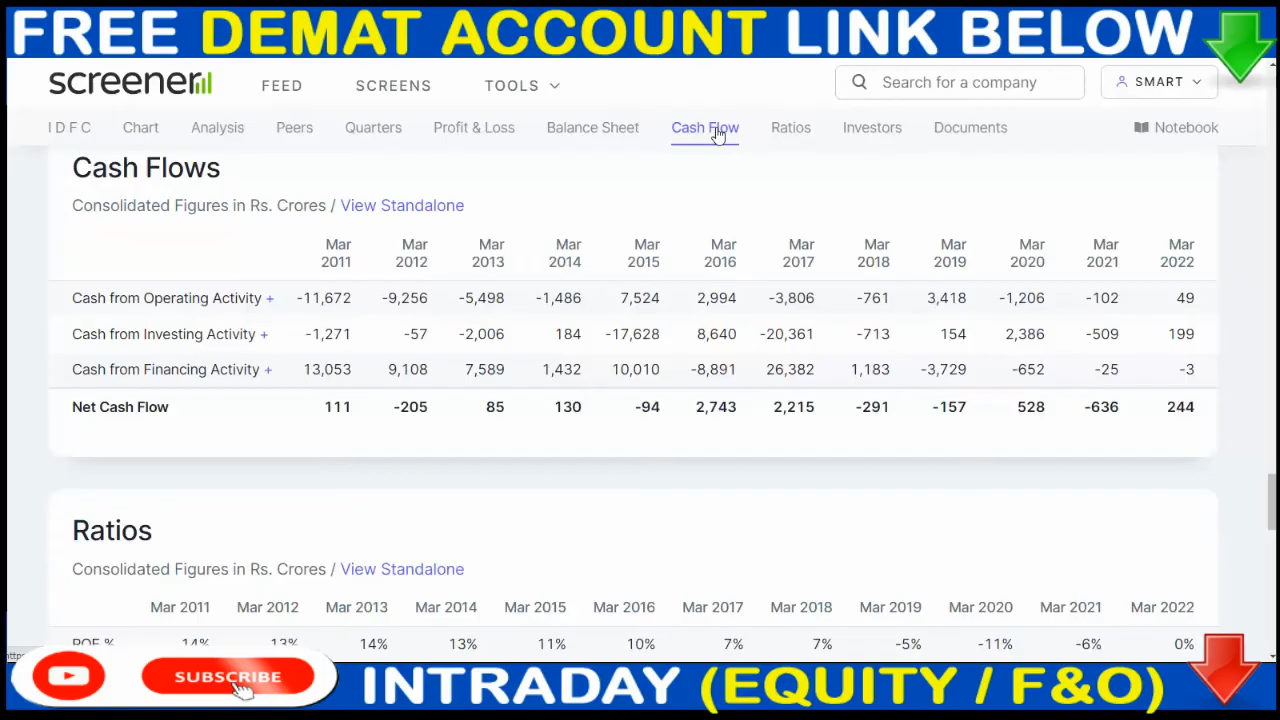 FREE DEMAT ACCOUNT LINK BELOW
screener FEED SCREENS TOOLS Search for a company SMART
I D F C Chart Analysis Peers Quarters Profit & Loss Balance Sheet Cash Flow Ratios Investors Documents Notebook
Cash Flows
Consolidated Figures in Rs. Crores / View Standalone
Mar Mar Mar Mar Mar Mar Mar Mar Mar Mar Mar Mar
2011 2012 2013 2014 2015 2016 2017 2018 2019 2020 2021 2022
Cash from Operating Activity + -11,672 -9,256 -5,498 -1,486 7,524 2,994 -3,806 -761 3,418 -1,206 -102 49
Cash from Investing Activity + -1,271 -57 -2,006 184 -17,628 8,640 -20,361 -713 154 2,386 -509 199
Cash from Financing Activity + 13,053 9,108 7,589 1,432 10,010 -8,891 26,382 1,183 -3,729 -652 -25 -3
Net Cash Flow 111 -205 85 130 -94 2,743 2,215 -291 -157 528 -636 244
Ratios
Consolidated Figures in Rs. Crores / View Standalone
Mar 2011 Mar 2012 Mar 2013 Mar 2014 Mar 2015 Mar 2016 Mar 2017 Mar 2018 Mar 2019 Mar 2020 Mar 2021 Mar 2022
ROE % 14% 13% 14% 13% 11% 10% 7% 7% -5% -11% -6% 0%
SUBSCRIBE
INTRADAY (EQUITY / F&O)